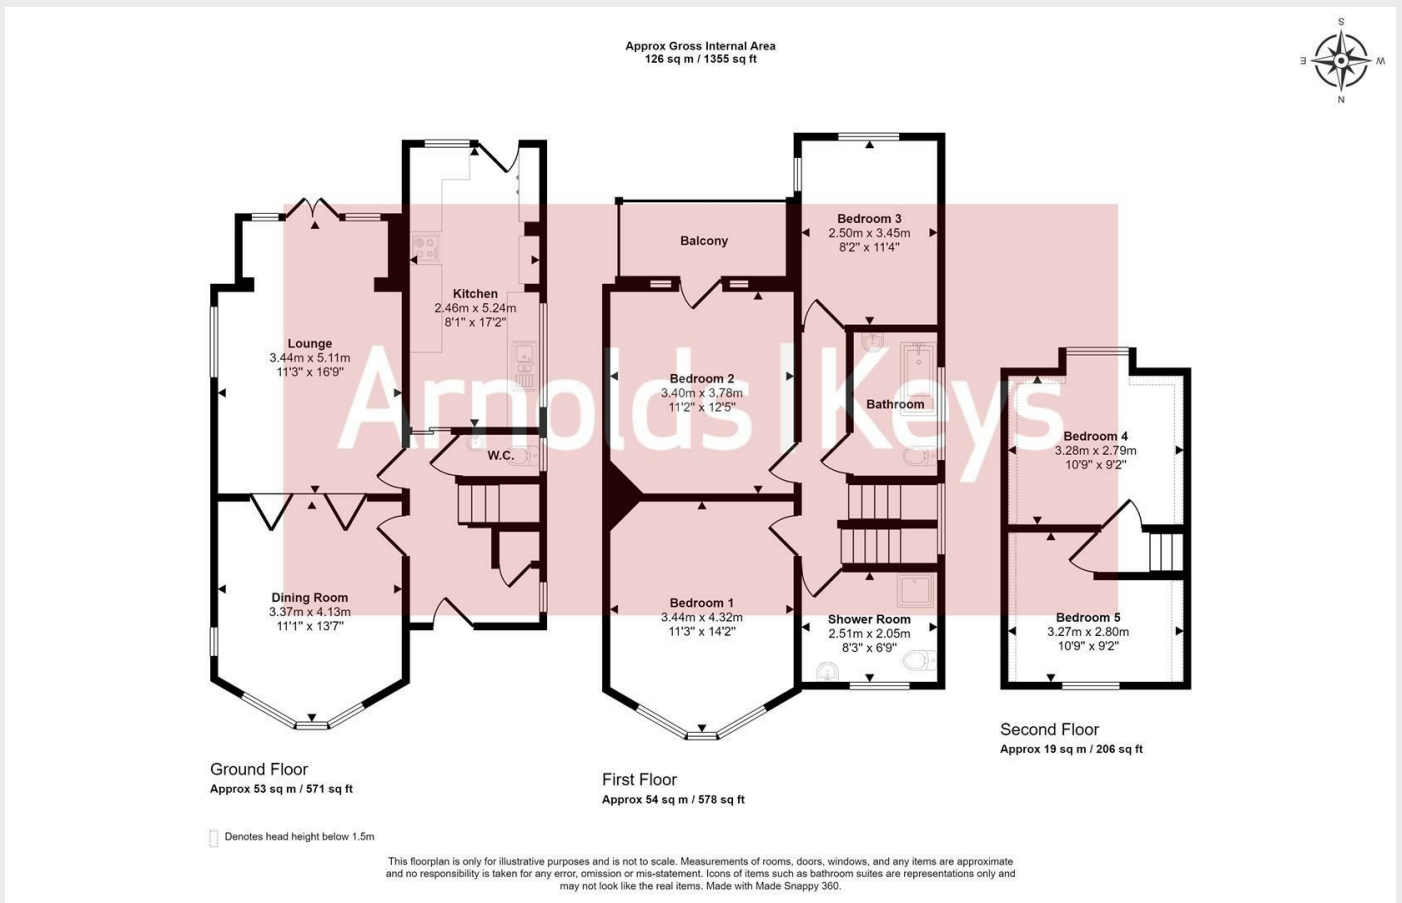 Approx Gross Internal Area
126 sq m / 1355 sq ft
S
E
W
N
Balcony
Bedroom 3
2.50m x 3.45m
8'2" x 11'4"
Kitchen
2.46m x 5.24m
8'1" x 17'2"
Lounge
3.44m x 5.11m
11'3" x 16'9"
Bedroom 2
3.40m x 3.78m
11'2" x 12'5"
Bathroom
Arnolds | Keys
W.C.
Bedroom 4
3.28m x 2.79m
10'9" x 9'2"
Dining Room
3.37m x 4.13m
11'1" x 13'7"
Bedroom 1
3.44m x 4.32m
11'3" x 14'2"
Shower Room
2.51m x 2.05m
8'3" x 6'9"
Bedroom 5
3.27m x 2.80m
10'9" x 9'2"
Second Floor
Approx 19 sq m / 206 sq ft
Ground Floor
Approx 53 sq m / 571 sq ft
First Floor
Approx 54 sq m / 578 sq ft
Denotes head height below 1.5m
This floorplan is only for illustrative purposes and is not to scale. Measurements of rooms, doors, windows, and any items are approximate
and no responsibility is taken for any error, omission or mis-statement. Icons of items such as bathroom suites are representations only and
may not look like the real items. Made with Made Snappy 360.